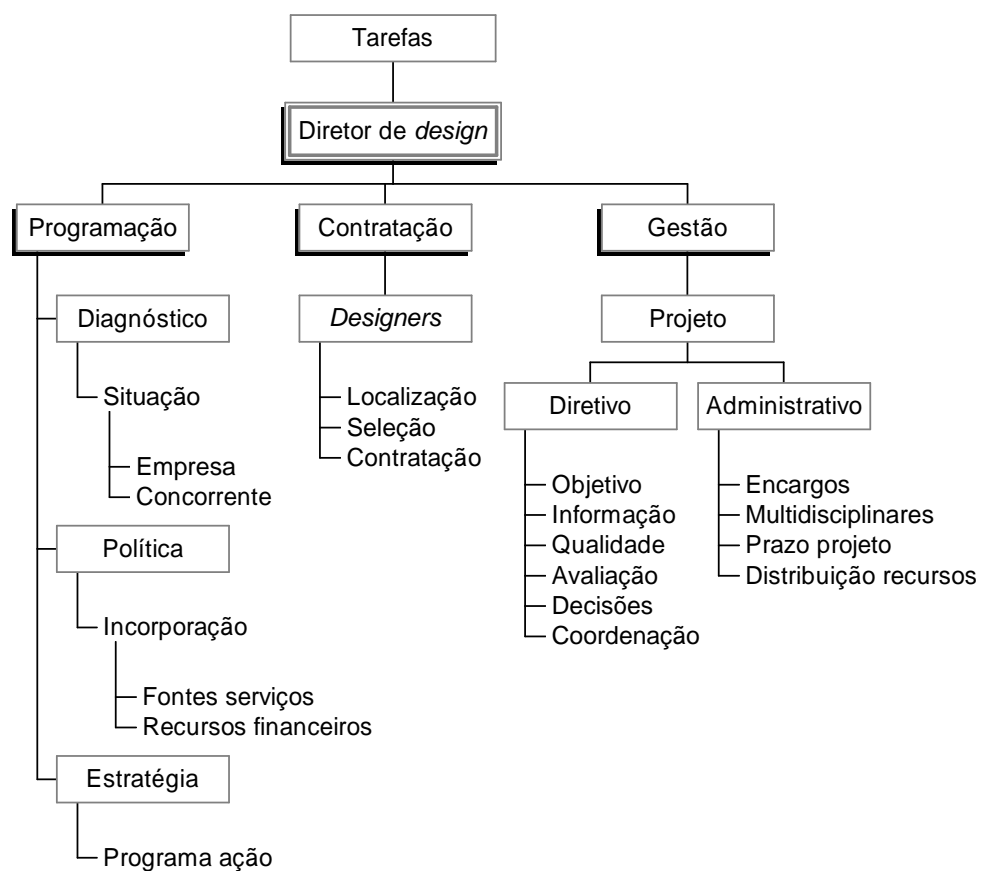 Tarefas
Diretor de design
Programação
Contratação
Gestão
Diagnóstico
Designers
Projeto
Situação
Localização
Seleção
Contratação
Diretivo
Administrativo
Empresa
Concorrente
Objetivo
Informação
Qualidade
Avaliação
Decisões
Coordenação
Encargos
Multidisciplinares
Prazo projeto
Distribuição recursos
Política
Incorporação
Fontes serviços
Recursos financeiros
Estratégia
Programa ação